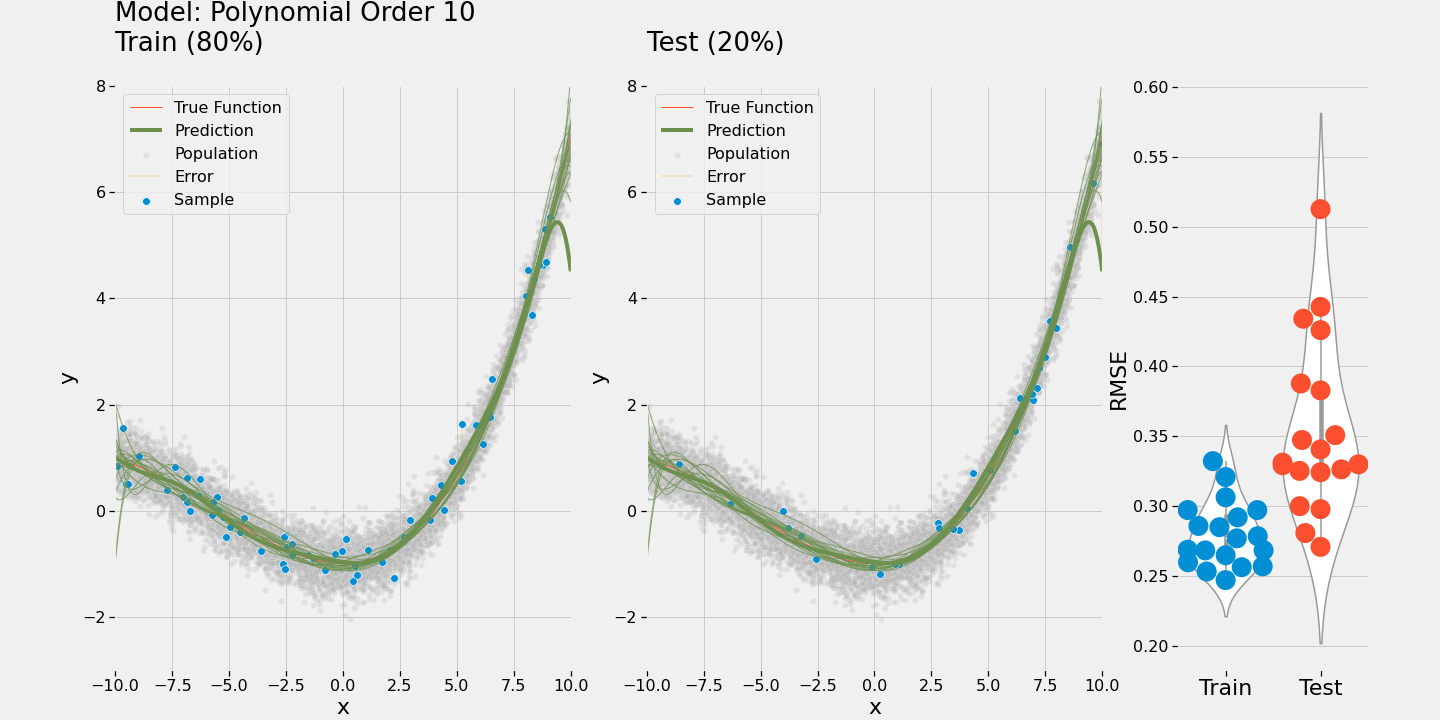 Model: Polynomial Order 10
Train (80%)
Test (20%)
8
6
4
2
0
−2
y
True Function
Prediction
Population
Error
Sample
−10.0 −7.5 −5.0 −2.5 0.0 2.5 5.0 7.5 10.0
x
8
6
4
2
0
−2
y
True Function
Prediction
Population
Error
Sample
−10.0 −7.5 −5.0 −2.5 0.0 2.5 5.0 7.5 10.0
x
0.60
0.55
0.50
0.45
0.40
0.35
0.30
0.25
0.20
RMSE
Train Test